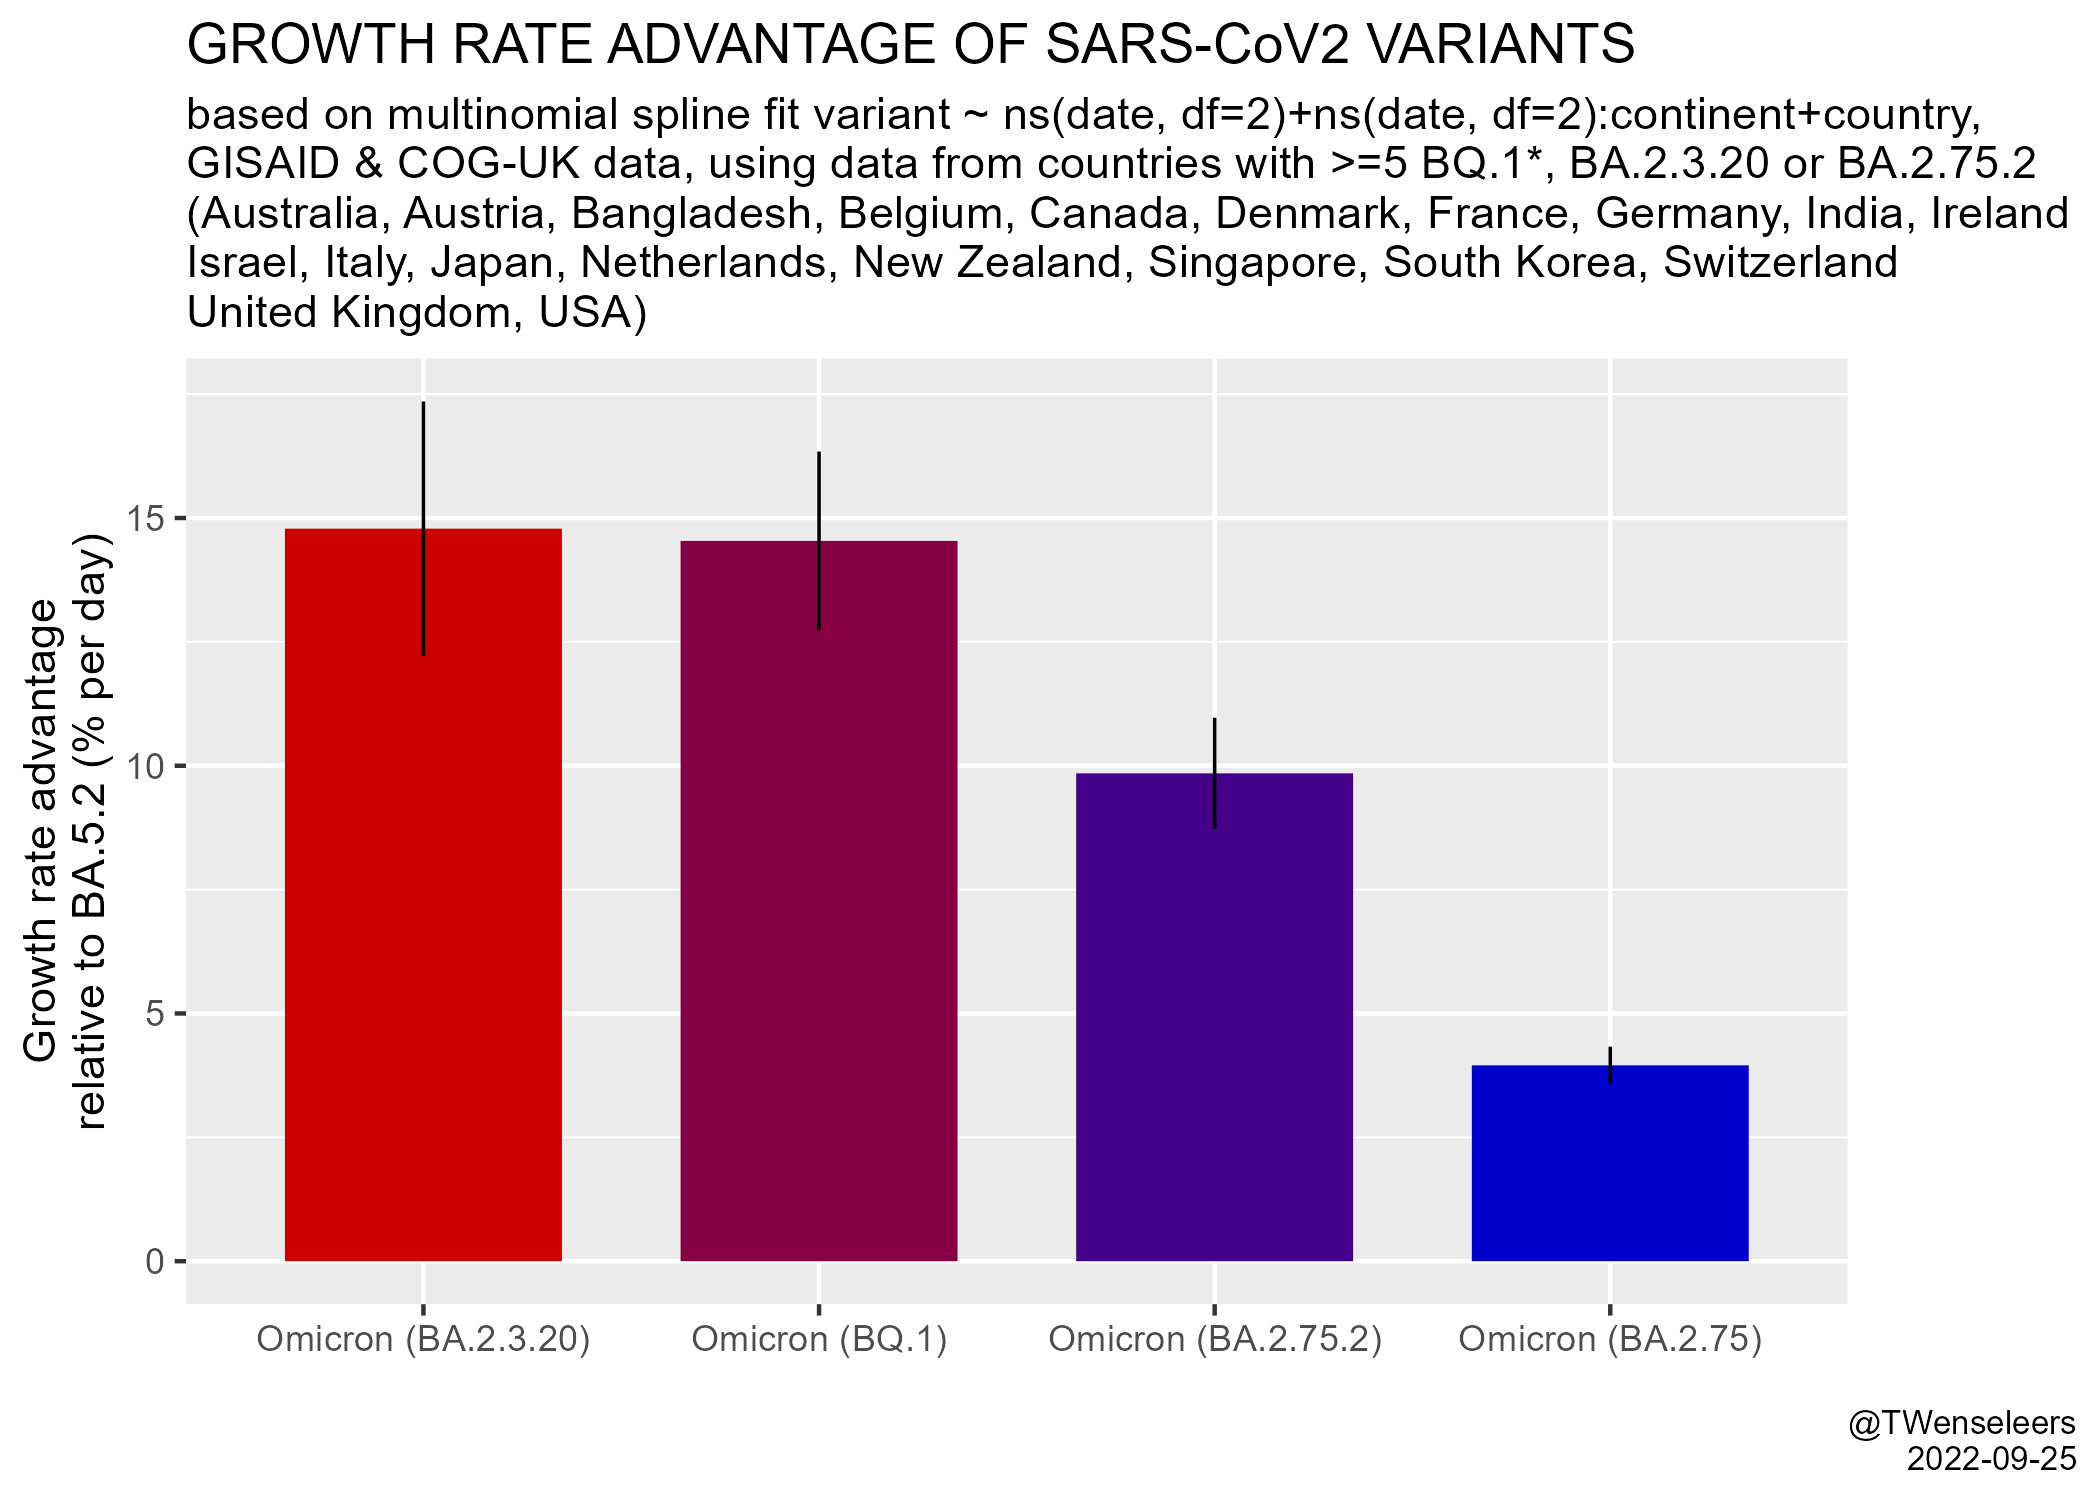 GROWTH RATE ADVANTAGE OF SARS-CoV2 VARIANTS
based on multinomial spline fit variant ~ ns(date, df=2)+ns(date, df=2):continent+country,
GISAID & COG-UK data, using data from countries with >=5 BQ.1*, BA.2.3.20 or BA.2.75.2
(Australia, Austria, Bangladesh, Belgium, Canada, Denmark, France, Germany, India, Ireland
Israel, Italy, Japan, Netherlands, New Zealand, Singapore, South Korea, Switzerland
United Kingdom, USA)
Growth rate advantage
relative to BA.5.2 (% per day)
15
10
5
0
Omicron (BA.2.3.20)
Omicron (BQ.1)
Omicron (BA.2.75.2)
Omicron (BA.2.75)
@TWenseleers
2022-09-25